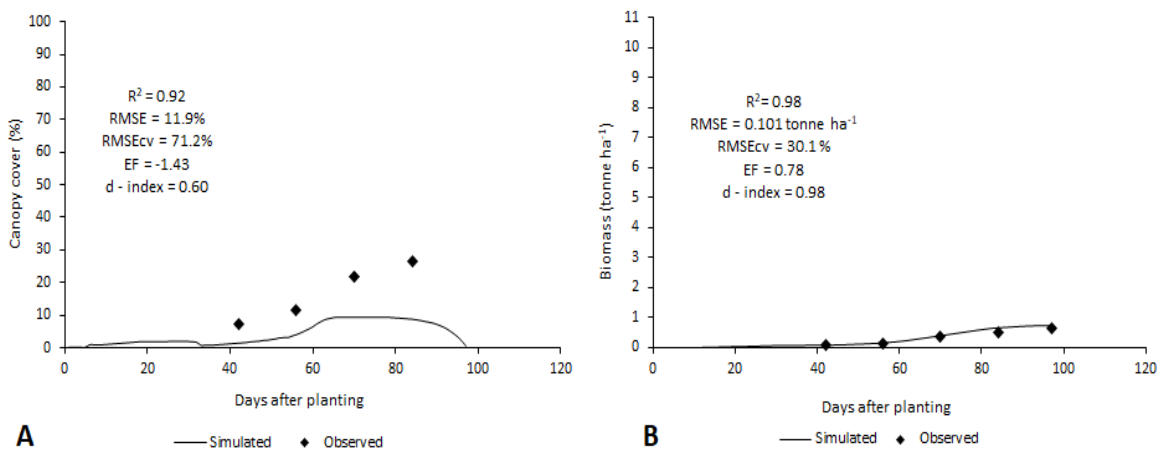 100
90
80
70
60
50
40
30
20
10
0
Canopy cover (%)
R² = 0.92
RMSE = 11.9%
RMSEcv = 71.2%
EF = -1.43
d - index = 0.60
0 20 40 60 80 100 120
Days after planting
A
Simulated Observed
11
10
9
8
7
6
5
4
3
2
1
0
Biomass (tonne ha⁻¹)
R²= 0.98
RMSE = 0.101 tonne ha⁻¹
RMSEcv = 30.1 %
EF = 0.78
d - index = 0.98
0 20 40 60 80 100 120
Days after planting
B
Simulated Observed